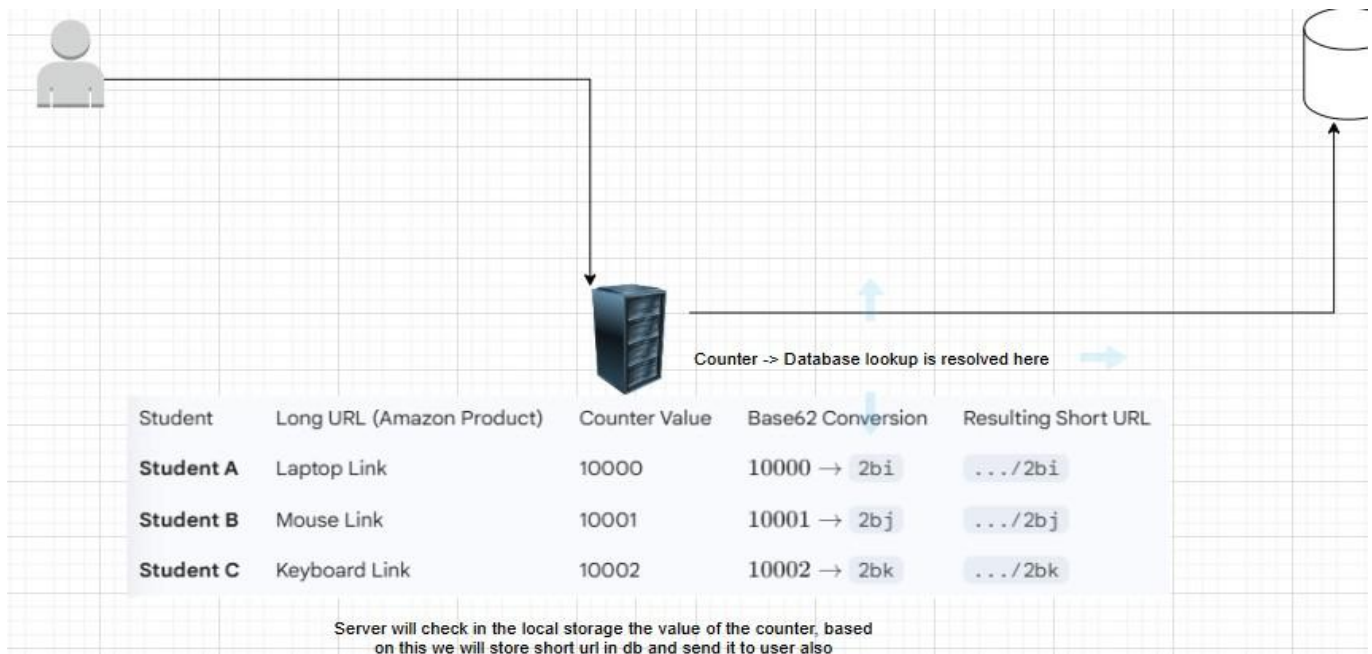 Counter -> Database lookup is resolved here
Student Long URL (Amazon Product) Counter Value Base62 Conversion Resulting Short URL
Student A Laptop Link 10000 10000 → 2bi .../2bi
Student B Mouse Link 10001 10001 → 2bj .../2bj
Student C Keyboard Link 10002 10002 → 2bk .../2bk
Server will check in the local storage the value of the counter, based
on this we will store short url in db and send it to user also